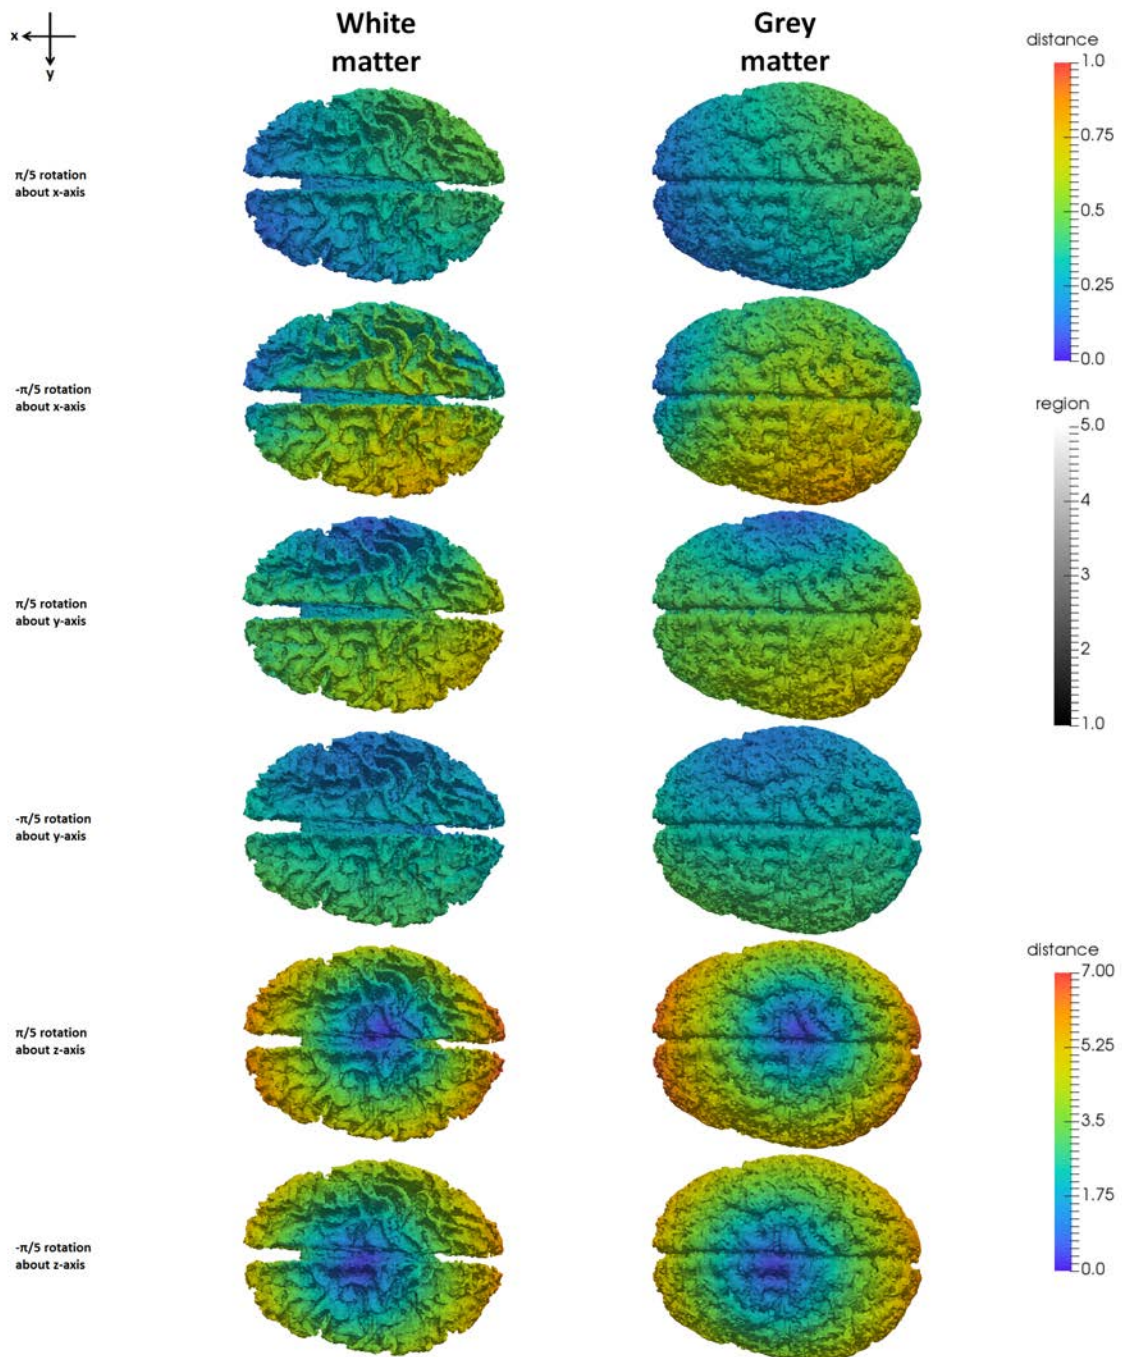 x
y
White
matter
Grey
matter
distance
1.0
0.75
0.5
0.25
0.0
π/5 rotation
about x-axis
-π/5 rotation
about x-axis
region
5.0
4
3
2
1.0
π/5 rotation
about y-axis
-π/5 rotation
about y-axis
distance
7.00
5.25
3.5
1.75
0.0
π/5 rotation
about z-axis
-π/5 rotation
about z-axis